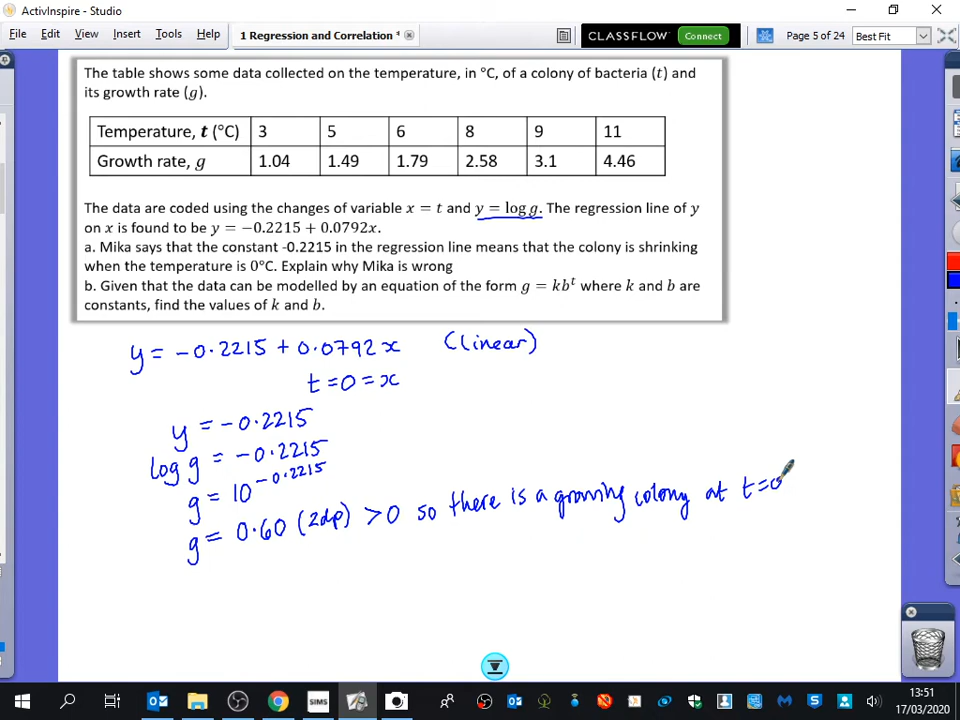 ActivInspire - Studio
File Edit View Insert Tools Help
1 Regression and Correlation *
CLASSFLOW Connect
Page 5 of 24
Best Fit
The table shows some data collected on the temperature, in °C, of a colony of bacteria (t) and
its growth rate (g).
Temperature, t (°C) 3 5 6 8 9 11
Growth rate, g 1.04 1.49 1.79 2.58 3.1 4.46
The data are coded using the changes of variable x = t and y = log g. The regression line of y
on x is found to be y = −0.2215 + 0.0792x.
a. Mika says that the constant -0.2215 in the regression line means that the colony is shrinking
when the temperature is 0°C. Explain why Mika is wrong
b. Given that the data can be modelled by an equation of the form g = kbᵗ where k and b are
constants, find the values of k and b.
y = −0.2215 + 0.0792x (linear)
t = 0 = x
y = −0.2215
log g = −0.2215
g = 10^−0.2215
g = 0.60 (2dp) > 0 so there is a growing colony at t=0
SIMS
13:51
17/03/2020